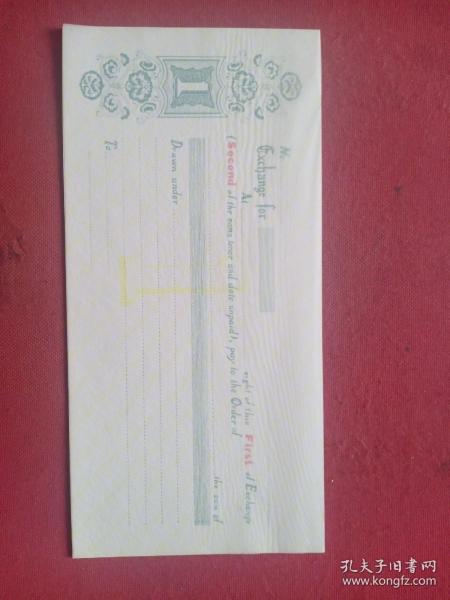 1
No.
Exchange for
At sight of this First of Exchange
(Second of the same tenor and date unpaid), pay to the Order of
the sum of
Drawn under
To
孔夫子旧书网
www.kongfz.com